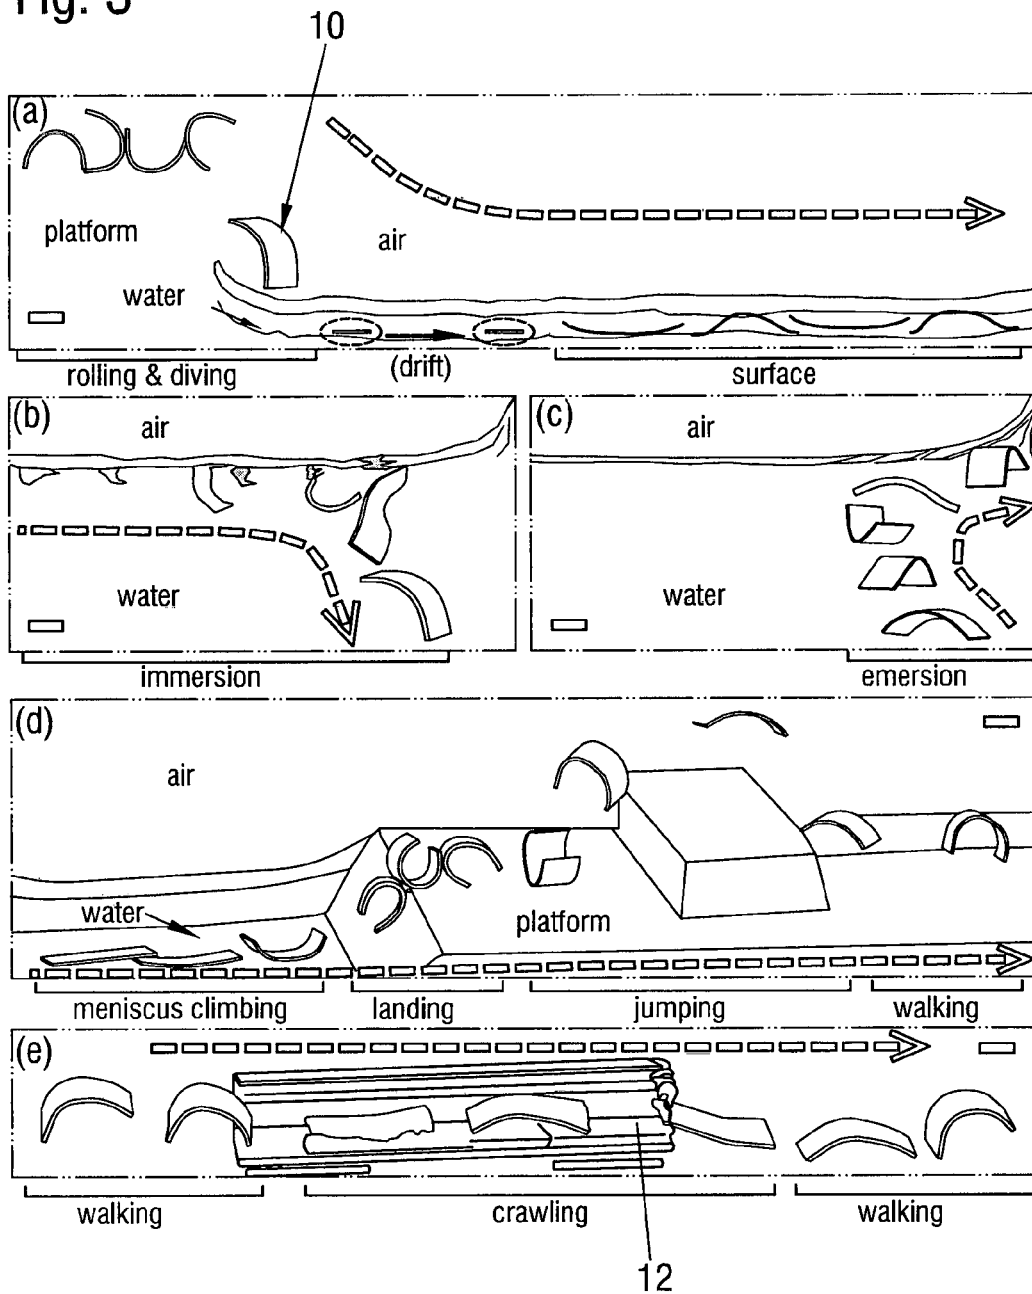 Fig. 3
10
(a)
platform
air
water
rolling & diving
(drift)
surface
(b)
air
water
immersion
(c)
air
water
emersion
(d)
air
water
platform
meniscus climbing
landing
jumping
walking
(e)
walking
crawling
walking
12